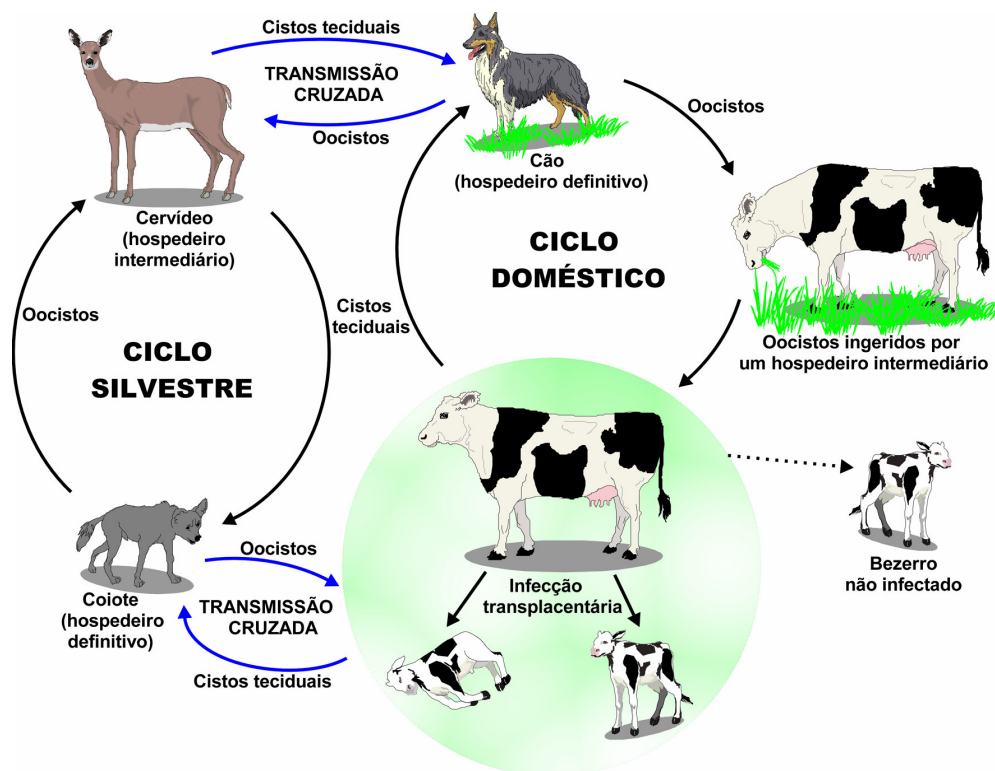 Cistos teciduais
TRANSMISSÃO
CRUZADA
Oocistos
Cão
(hospedeiro definitivo)
Oocistos
Cervídeo
(hospedeiro
intermediário)
CICLO
DOMÉSTICO
Oocistos
Cistos
teciduais
Oocistos ingeridos por
um hospedeiro intermediário
CICLO
SILVESTRE
Bezerro
não infectado
Oocistos
Infecção
transplacentária
Coiote
(hospedeiro
definitivo)
TRANSMISSÃO
CRUZADA
Cistos teciduais